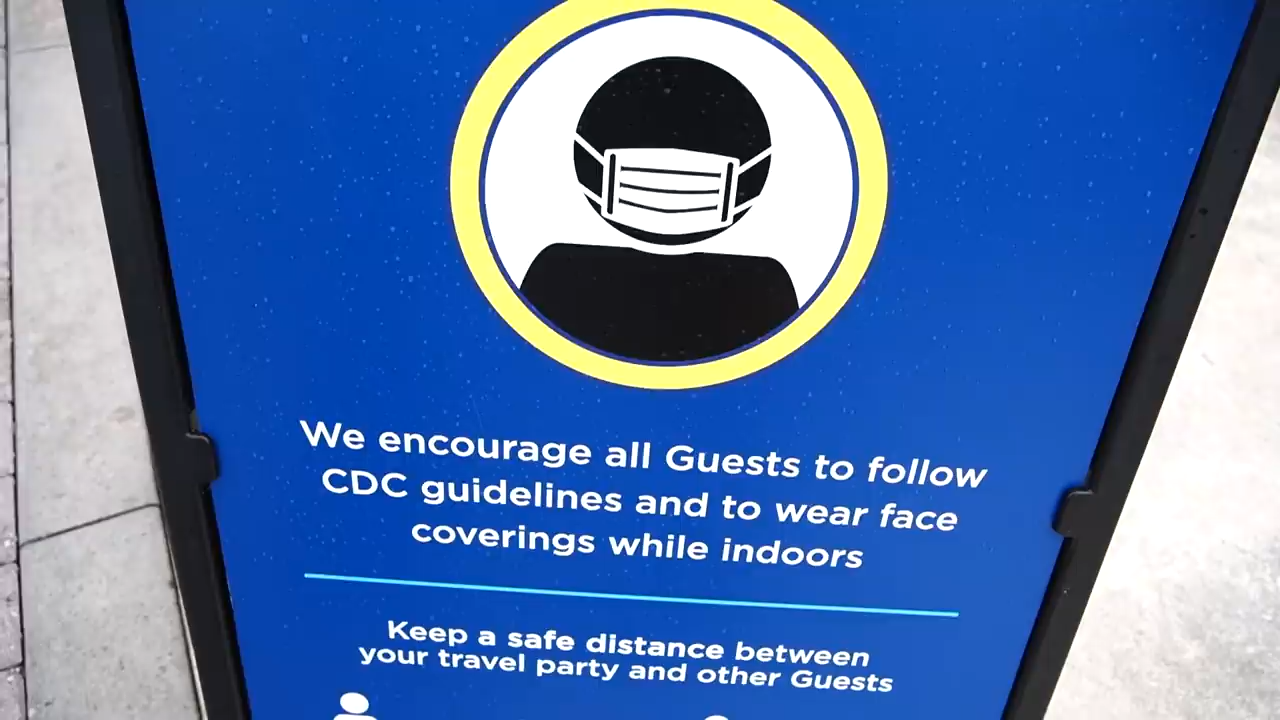 We encourage all Guests to follow
CDC guidelines and to wear face
coverings while indoors
Keep a safe distance between
your travel party and other Guests